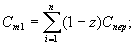 C_{m1} = \sum_{i=1}^{n} (1 - z) C_{пер};